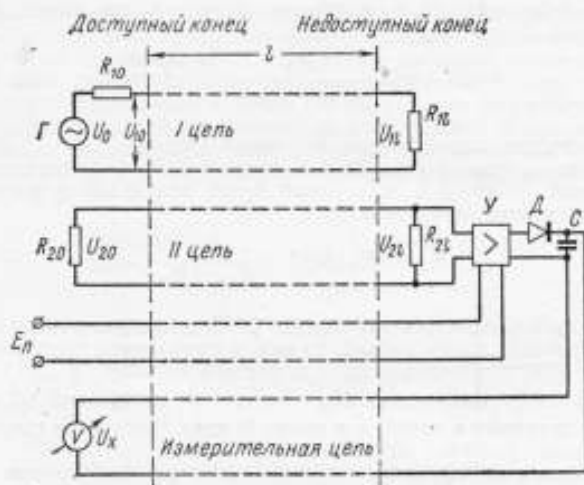 Доступный конец
Недоступный конец
l
R10
Г
U0
U10
I цепь
U1l
R1l
R20
U20
II цепь
U2l
R2l
У
>
Д
C
Eп
V
Ux
Измерительная цепь